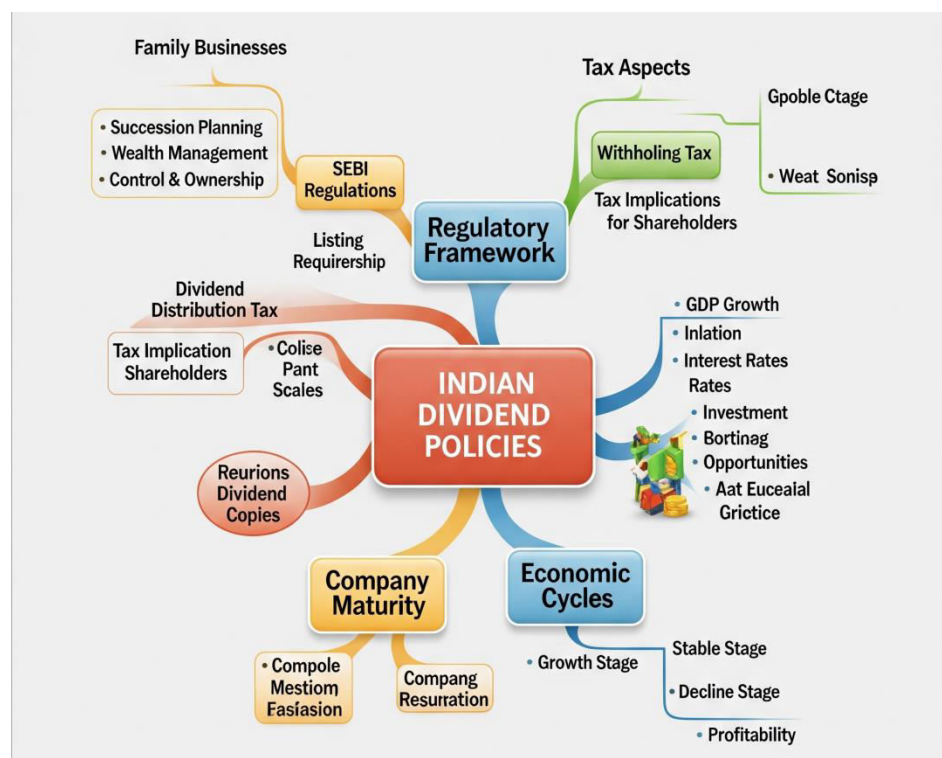 Family Businesses
• Succession Planning
• Wealth Management
• Control & Ownership
SEBI
Regulations
Listing
Requirership
Tax Aspects
Gpoble Ctage
Withholing Tax
• Weat Sonisp
Tax Implications
for Shareholders
Regulatory
Framework
Dividend
Distribution Tax
Tax Implication
Shareholders
• Colise
Pant
Scales
Reurions
Dividend
Copies
INDIAN
DIVIDEND
POLICIES
• GDP Growth
• Inlation
• Interest Rates
Rates
• Investment
• Bortinag
• Opportunities
• Aat Euceaial
Grictice
Company
Maturity
• Compole
Mestiom
Fasfasion
Compang
Resurration
Economic
Cycles
• Growth Stage
Stable Stage
• Decline Stage
• Profitability